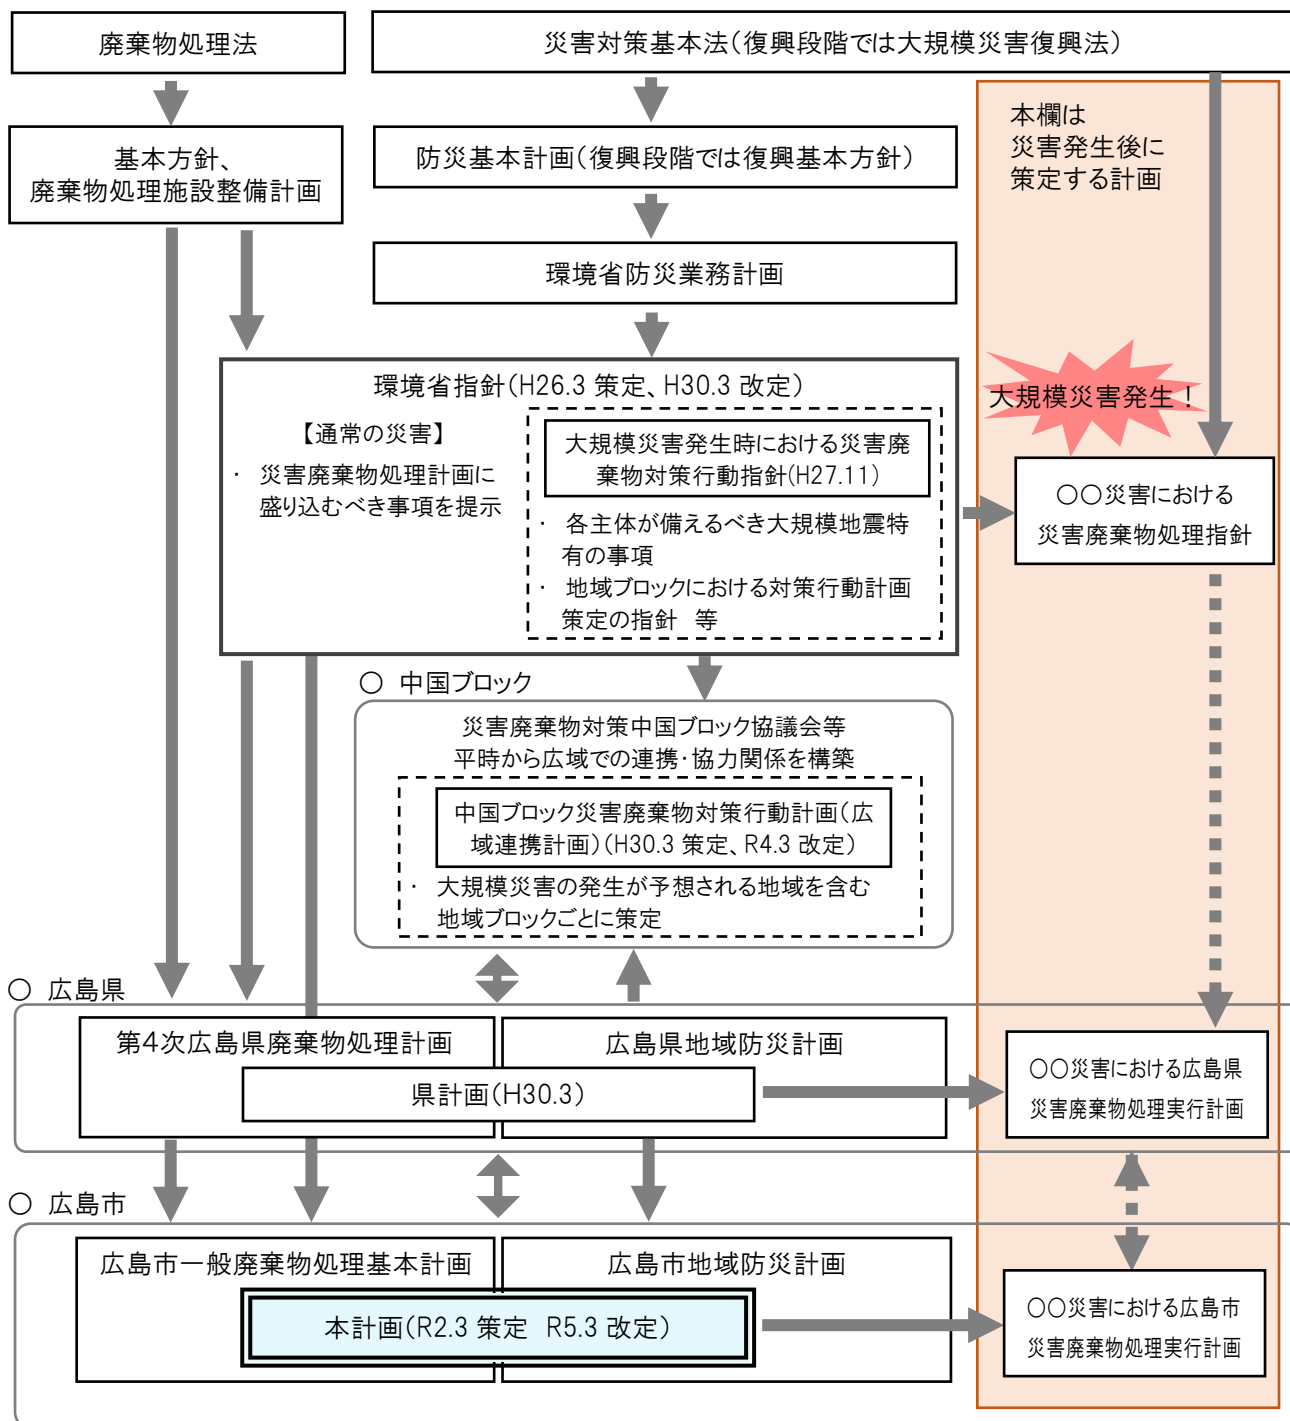 廃棄物処理法
災害対策基本法（復興段階では大規模災害復興法）
基本方針、
廃棄物処理施設整備計画
防災基本計画（復興段階では復興基本方針）
環境省防災業務計画
本欄は
災害発生後に
策定する計画
環境省指針（H26.3 策定、H30.3 改定）
【通常の災害】
・ 災害廃棄物処理計画に
盛り込むべき事項を提示
大規模災害発生時における災害廃
棄物対策行動指針(H27.11)
・ 各主体が備えるべき大規模地震特
有の事項
・ 地域ブロックにおける対策行動計画
策定の指針 等
大規模災害発生！
〇〇災害における
災害廃棄物処理指針
〇 中国ブロック
災害廃棄物対策中国ブロック協議会等
平時から広域での連携・協力関係を構築
中国ブロック災害廃棄物対策行動計画（広
域連携計画）（H30.3 策定、R4.3 改定）
・ 大規模災害の発生が予想される地域を含む
地域ブロックごとに策定
〇 広島県
第4次広島県廃棄物処理計画
広島県地域防災計画
県計画（H30.3）
〇〇災害における広島県
災害廃棄物処理実行計画
〇 広島市
広島市一般廃棄物処理基本計画
広島市地域防災計画
本計画（R2.3 策定 R5.3 改定）
〇〇災害における広島市
災害廃棄物処理実行計画